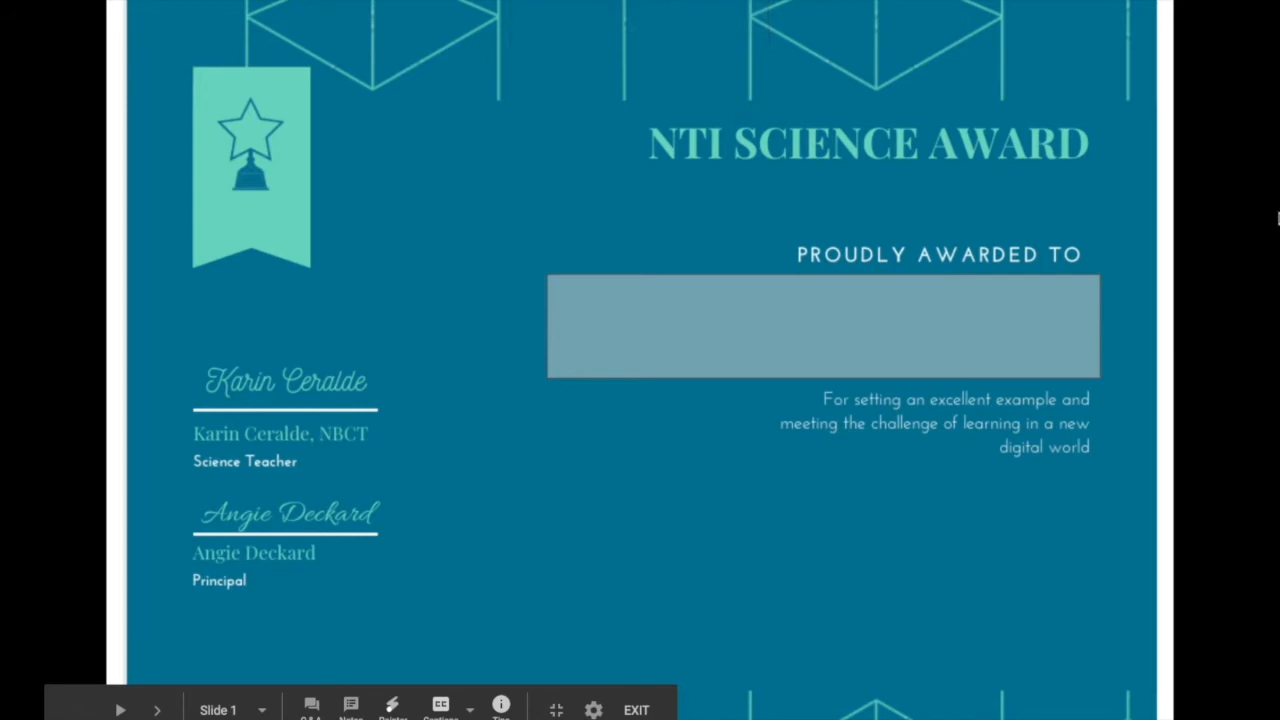 NTI SCIENCE AWARD
PROUDLY AWARDED TO
For setting an excellent example and
meeting the challenge of learning in a new
digital world
Karin Ceralde
Karin Ceralde, NBCT
Science Teacher
Angie Deckard
Angie Deckard
Principal
Slide 1
EXIT